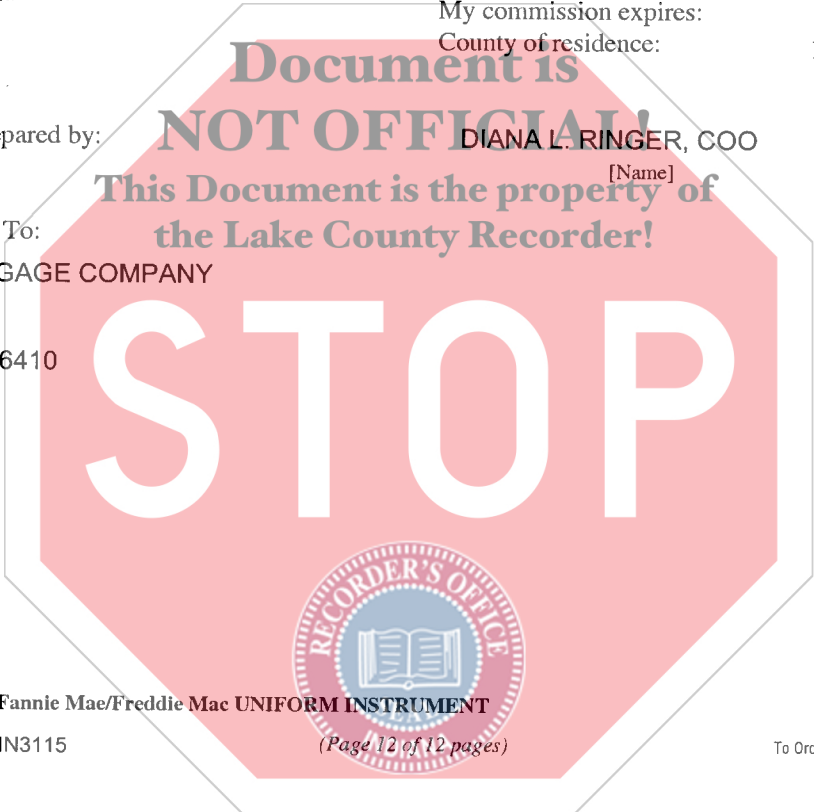 My commission expires:
County of residence:
Document is
NOT OFFICIAL!
pared by:
DIANA L. RINGER, COO
[Name]
This Document is the property of
To:
the Lake County Recorder!
GAGE COMPANY
6410
STOP
RECORDER'S OFFICE
Fannie Mae/Freddie Mac UNIFORM INSTRUMENT
SEAL
IN3115
(Page 12 of 12 pages)
INDIANA
To Ord